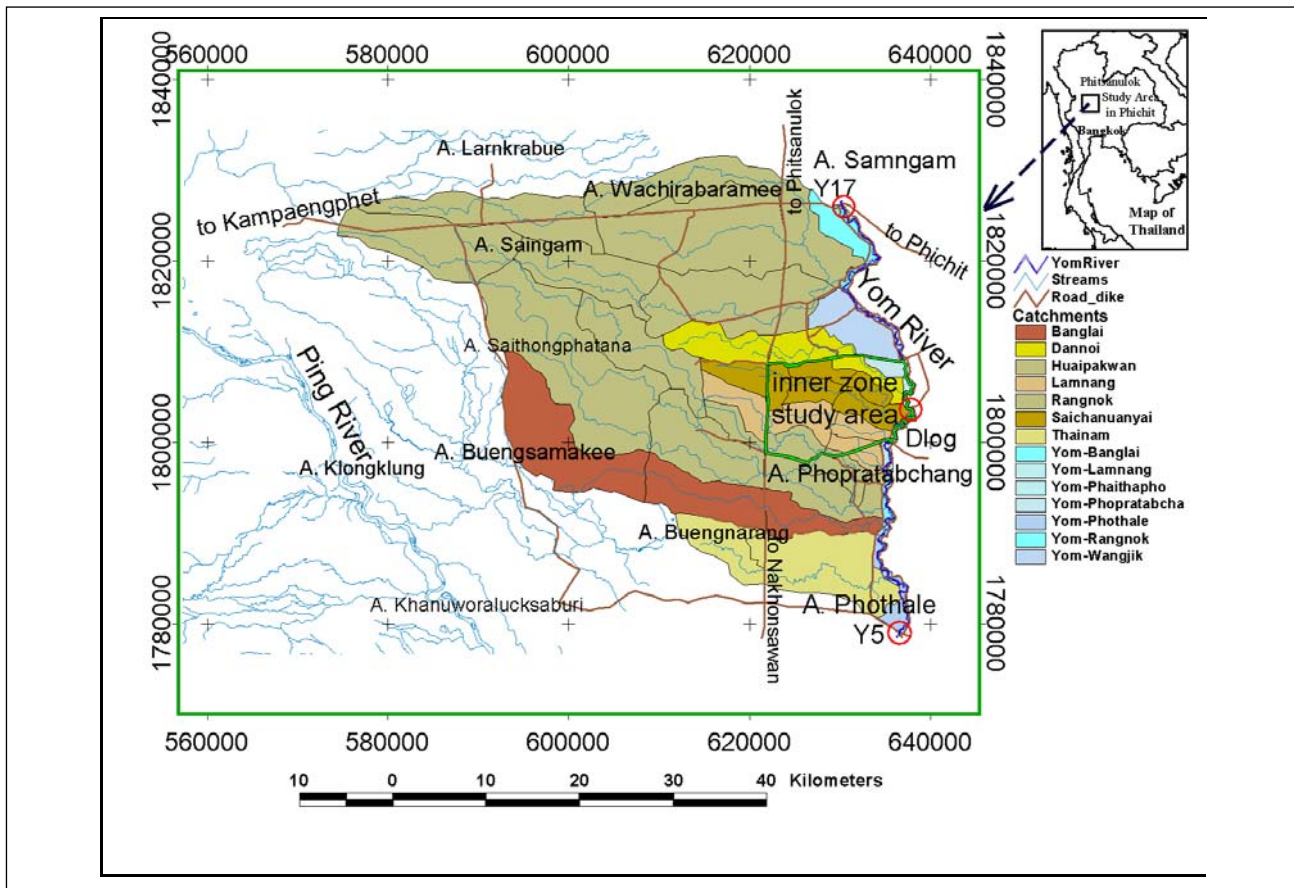 560000
580000
600000
620000
640000
1840000
1840000
1820000
1820000
1800000
1800000
1780000
1780000
A. Larnkrabue
A. Wachirabaramee
to Phitsanulok
A. Samngam
Y17
to Kampaengphet
to Phichit
A. Saingam
Yom River
A. Saithongphatana
Ping River
inner zone
study area
Dlog
A. Buengsamakee
A. Klongklung
A. Phopratabchang
A. Buengnarang
to Nakhonsawan
A. Khanuworalucksaburi
A. Phothale
Y5
560000
580000
600000
620000
640000
10
0
10
20
30
40
Kilometers
Phitsanulok
Study Area
in Phichit
Bangkok
Map of
Thailand
YomRiver
Streams
Road_dike
Catchments
Banglai
Dannoi
Huaipakwan
Lamnang
Rangnok
Saichanuanyai
Thainam
Yom-Banglai
Yom-Lamnang
Yom-Phaithapho
Yom-Phopratabcha
Yom-Phothale
Yom-Rangnok
Yom-Wangjik